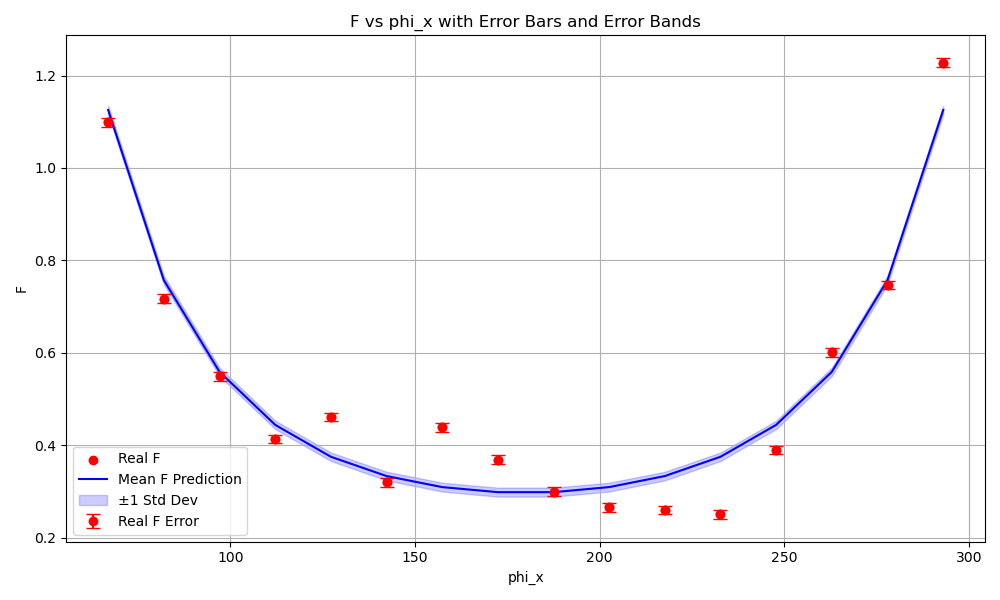 F vs phi_x with Error Bars and Error Bands
1.2
1.0
0.8
0.6
0.4
0.2
F
Real F
Mean F Prediction
±1 Std Dev
Real F Error
100
150
200
250
300
phi_x